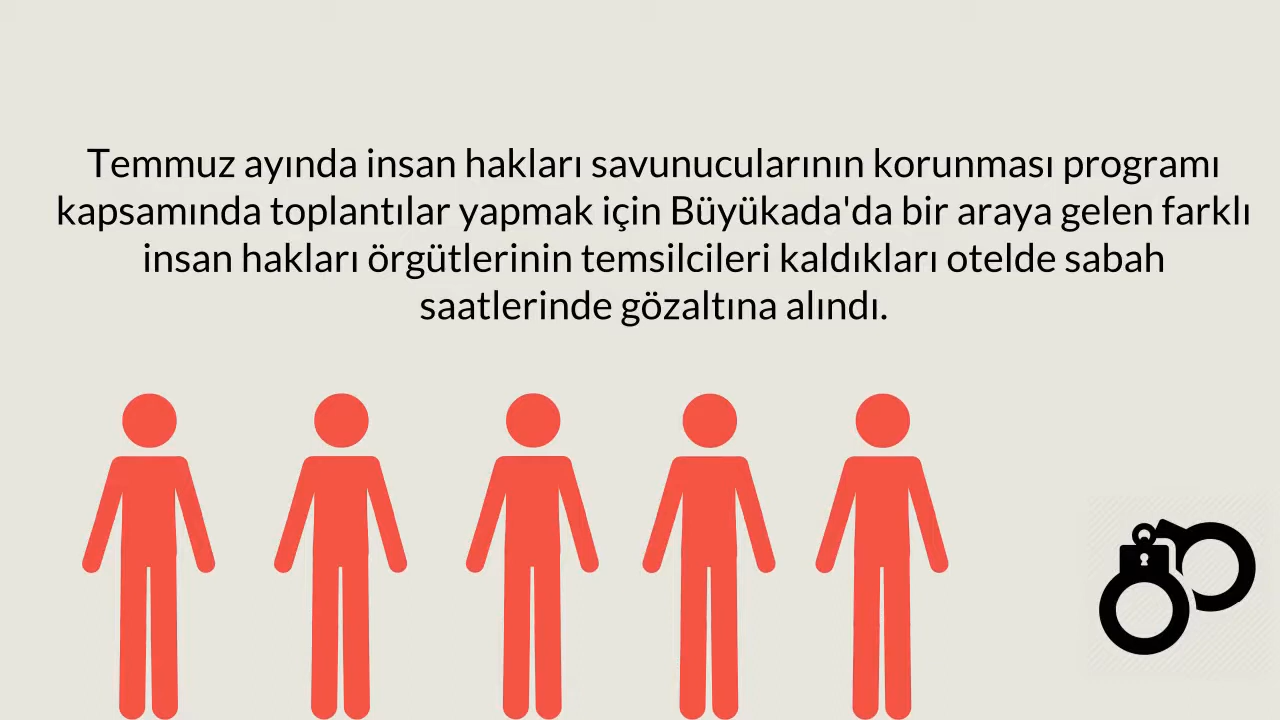 Temmuz ayında insan hakları savunucularının korunması programı
kapsamında toplantılar yapmak için Büyükada'da bir araya gelen farklı
insan hakları örgütlerinin temsilcileri kaldıkları otelde sabah
saatlerinde gözaltına alındı.